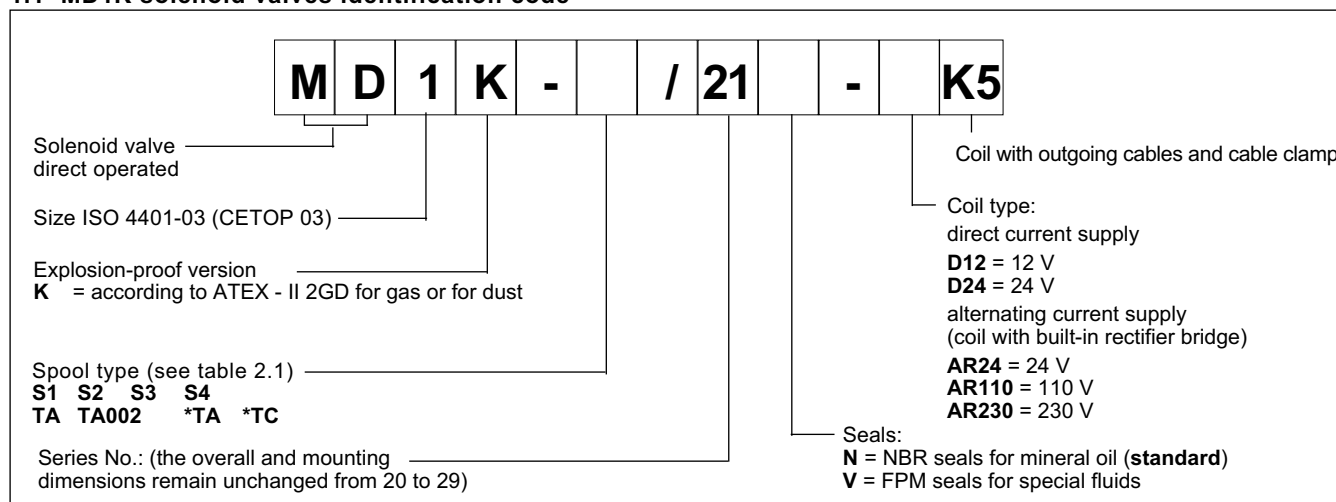 M D 1 K - / 21 - K5
Solenoid valve
direct operated
Size ISO 4401-03 (CETOP 03)
Explosion-proof version
K = according to ATEX - II 2GD for gas or for dust
Spool type (see table 2.1)
S1 S2 S3 S4
TA TA002 *TA *TC
Series No.: (the overall and mounting
dimensions remain unchanged from 20 to 29)
Coil with outgoing cables and cable clamp
Coil type:
direct current supply
D12 = 12 V
D24 = 24 V
alternating current supply
(coil with built-in rectifier bridge)
AR24 = 24 V
AR110 = 110 V
AR230 = 230 V
Seals:
N = NBR seals for mineral oil (standard)
V = FPM seals for special fluids